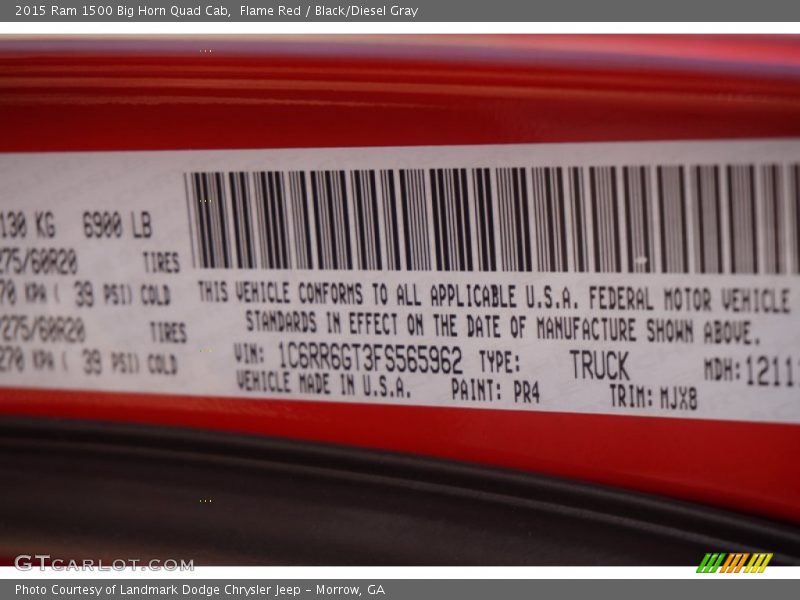 2015 Ram 1500 Big Horn Quad Cab,  Flame Red / Black/Diesel Gray
130 KG 6900 LB
275/60R20 TIRES
70 KPA ( 39 PSI) COLD
275/60R20 TIRES
270 KPA ( 39 PSI) COLD
THIS VEHICLE CONFORMS TO ALL APPLICABLE U.S.A. FEDERAL MOTOR VEHICLE
STANDARDS IN EFFECT ON THE DATE OF MANUFACTURE SHOWN ABOVE.
VIN: 1C6RR6GT3FS565962 TYPE: TRUCK MDH: 12111
VEHICLE MADE IN U.S.A. PAINT: PR4 TRIM: MJX8
GTCARLOT.COM
Photo Courtesy of Landmark Dodge Chrysler Jeep – Morrow, GA